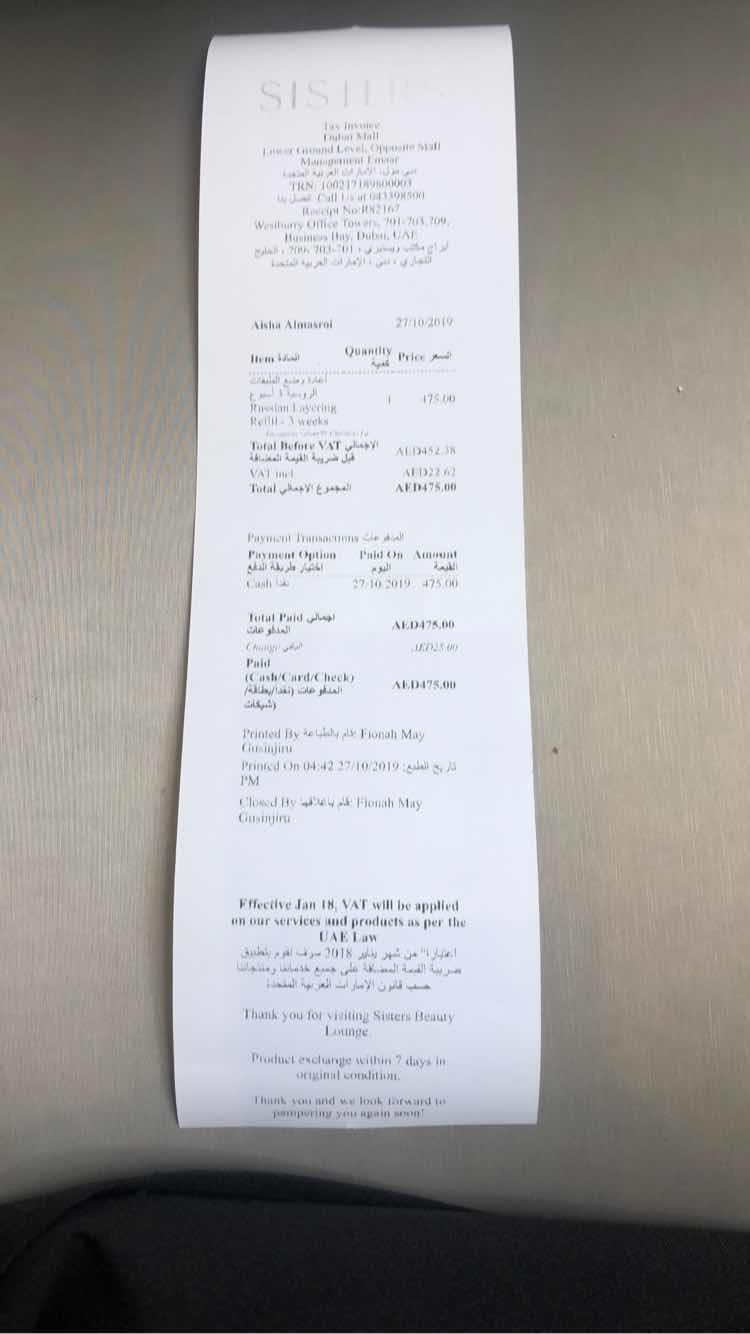 SISTERS
Tax Invoice
Dubai Mall
Lower Ground Level, Opposite Mall
Management Emaar
دبي مول، الامارات العربية المتحدة
TRN: 100217189600003
اتصل بنا Call Us at 043398500
Receipt No:R82167
Westburry Office Towers, 701-703,709,
Business Bay, Dubai, UAE
ابراج مكتب ويستبري ، 701-703 ،709 ، الخليج
التجاري ، دبي ، الإمارات العربية المتحدة
Aisha Almasroi 27/10/2019
Item المادة Quantity كمية Price السعر
اعادة وضع الطبقات
الروسية 3 أسبوع
Russian Layering 1 475.00
Refill - 3 weeks
Total Before VAT الاجمالي
قبل ضريبة القيمة المضافة AED452.38
VAT incl. AED22.62
Total المجموع الاجمالي AED475.00
Payment Transactions المدفوعات
Payment Option Paid On Amount
اختيار طريقة الدفع اليوم القيمة
Cash نقدا 27/10/2019 475.00
Total Paid اجمالي
المدفوعات AED475.00
Change الباقي AED25.00
Paid
(Cash/Card/Check)
المدفوعات (نقدا/بطاقة/ AED475.00
شيكات)
Printed By قام بالطباعة: Fionah May
Gusinjiru
Printed On 04:42 27/10/2019 :تاريخ الطبع
PM
Closed By قام باغلاقها: Fionah May
Gusinjiru
Effective Jan 18, VAT will be applied
on our services and products as per the
UAE Law
من شهر يناير 2018 سوف نقوم بتطبيق
ضريبة القيمة المضافة على جميع خدماتنا ومنتجاتنا
حسب قانون الإمارات العربية المتحدة
Thank you for visiting Sisters Beauty
Lounge.
Product exchange within 7 days in
original condition.
Thank you and we look forward to
pampering you again soon!